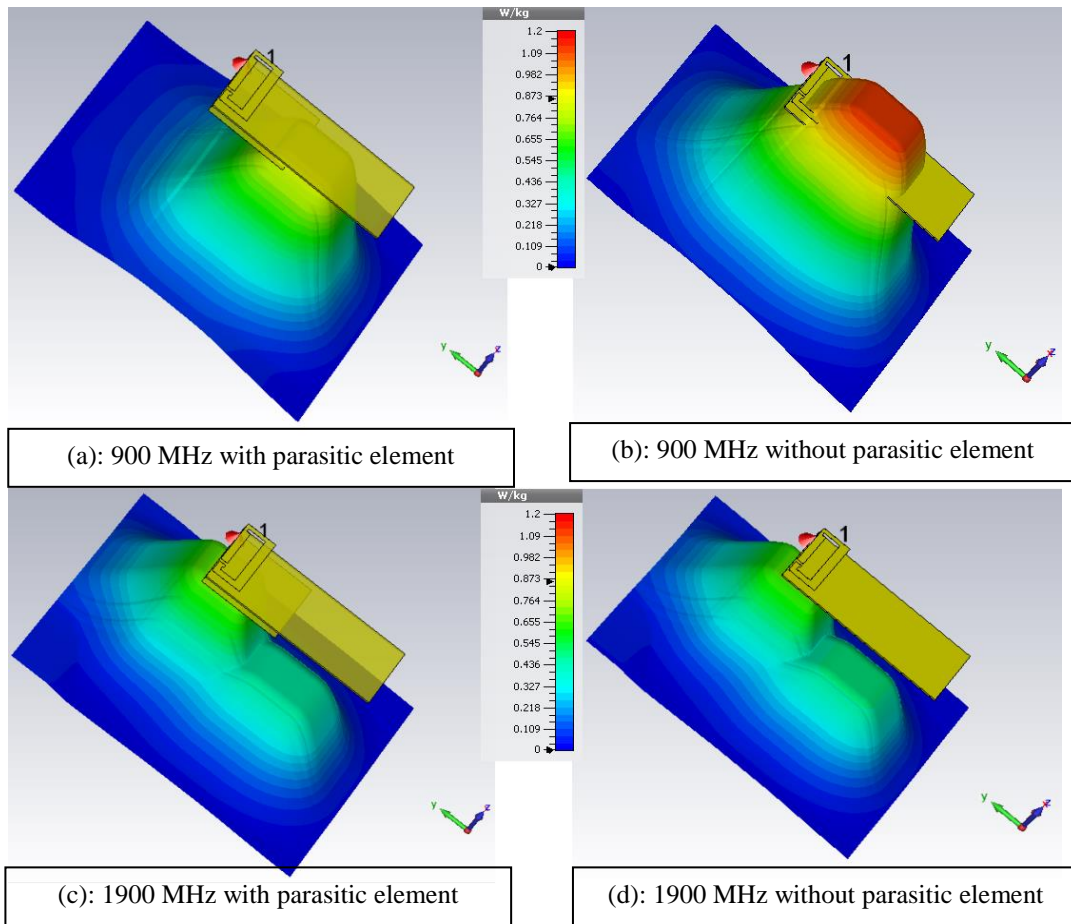 W/kg
1.2
1.09
0.982
0.873
0.764
0.655
0.545
0.436
0.327
0.218
0.109
0
1
y
z
1
y
z
(a): 900 MHz with parasitic element
(b): 900 MHz without parasitic element
W/kg
1.2
1.09
0.982
0.873
0.764
0.655
0.545
0.436
0.327
0.218
0.109
0
1
y
z
1
y
z
(c): 1900 MHz with parasitic element
(d): 1900 MHz without parasitic element